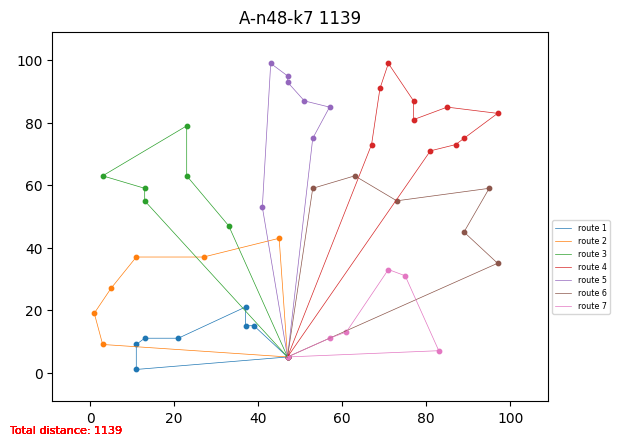 A-n48-k7 1139
100
80
60
40
20
0
0 20 40 60 80 100
route 1
route 2
route 3
route 4
route 5
route 6
route 7
Total distance: 1139